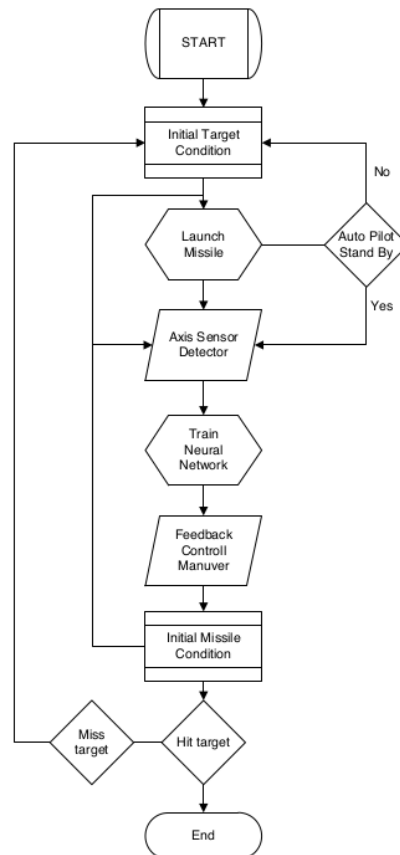 START
Initial Target
Condition
No
Launch
Missile
Auto Pilot
Stand By
Yes
Axis Sensor
Detector
Train
Neural
Network
Feedback
Controll
Manuver
Initial Missile
Condition
Miss
target
Hit target
End